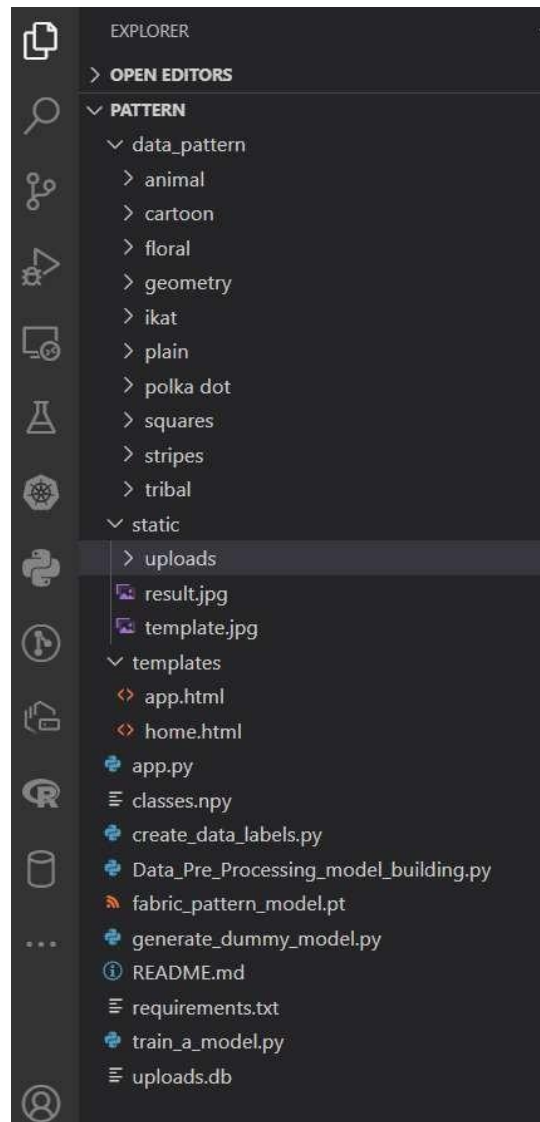 EXPLORER
OPEN EDITORS
PATTERN
data_pattern
animal
cartoon
floral
geometry
ikat
plain
polka dot
squares
stripes
tribal
static
uploads
result.jpg
template.jpg
templates
app.html
home.html
app.py
classes.npy
create_data_labels.py
Data_Pre_Processing_model_building.py
fabric_pattern_model.pt
generate_dummy_model.py
README.md
requirements.txt
train_a_model.py
uploads.db